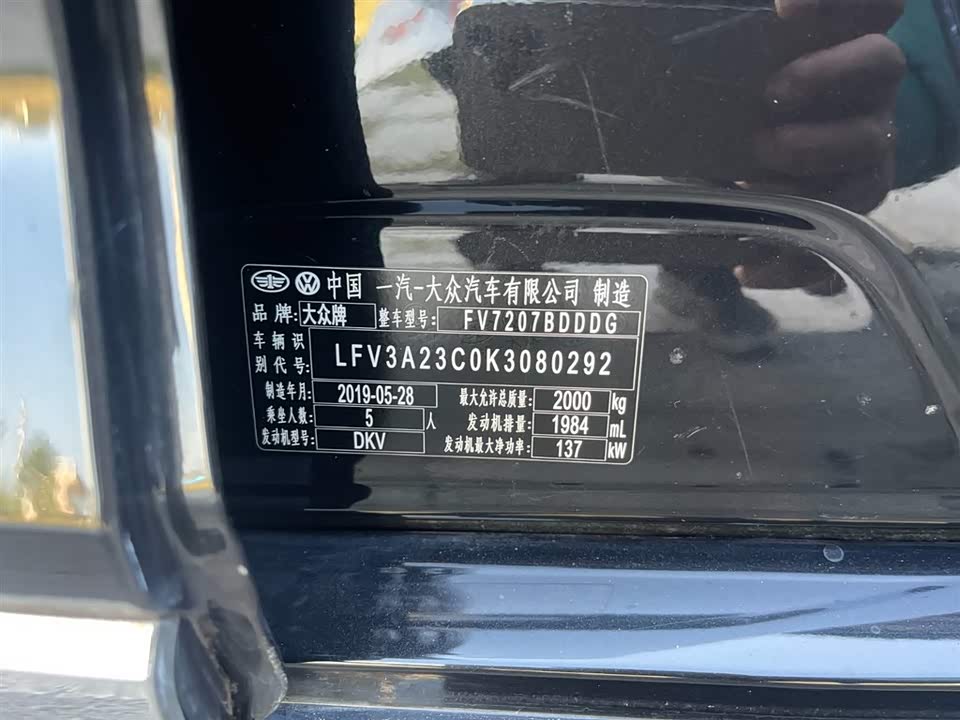 中国 一汽-大众汽车有限公司 制造
品牌: 大众牌 整车型号: FV7207BDDDG
车辆识别代号: LFV3A23C0K3080292
制造年月: 2019-05-28 最大允许总质量: 2000 kg
乘坐人数: 5 人 发动机排量: 1984 mL
发动机型号: DKV 发动机最大净功率: 137 kW